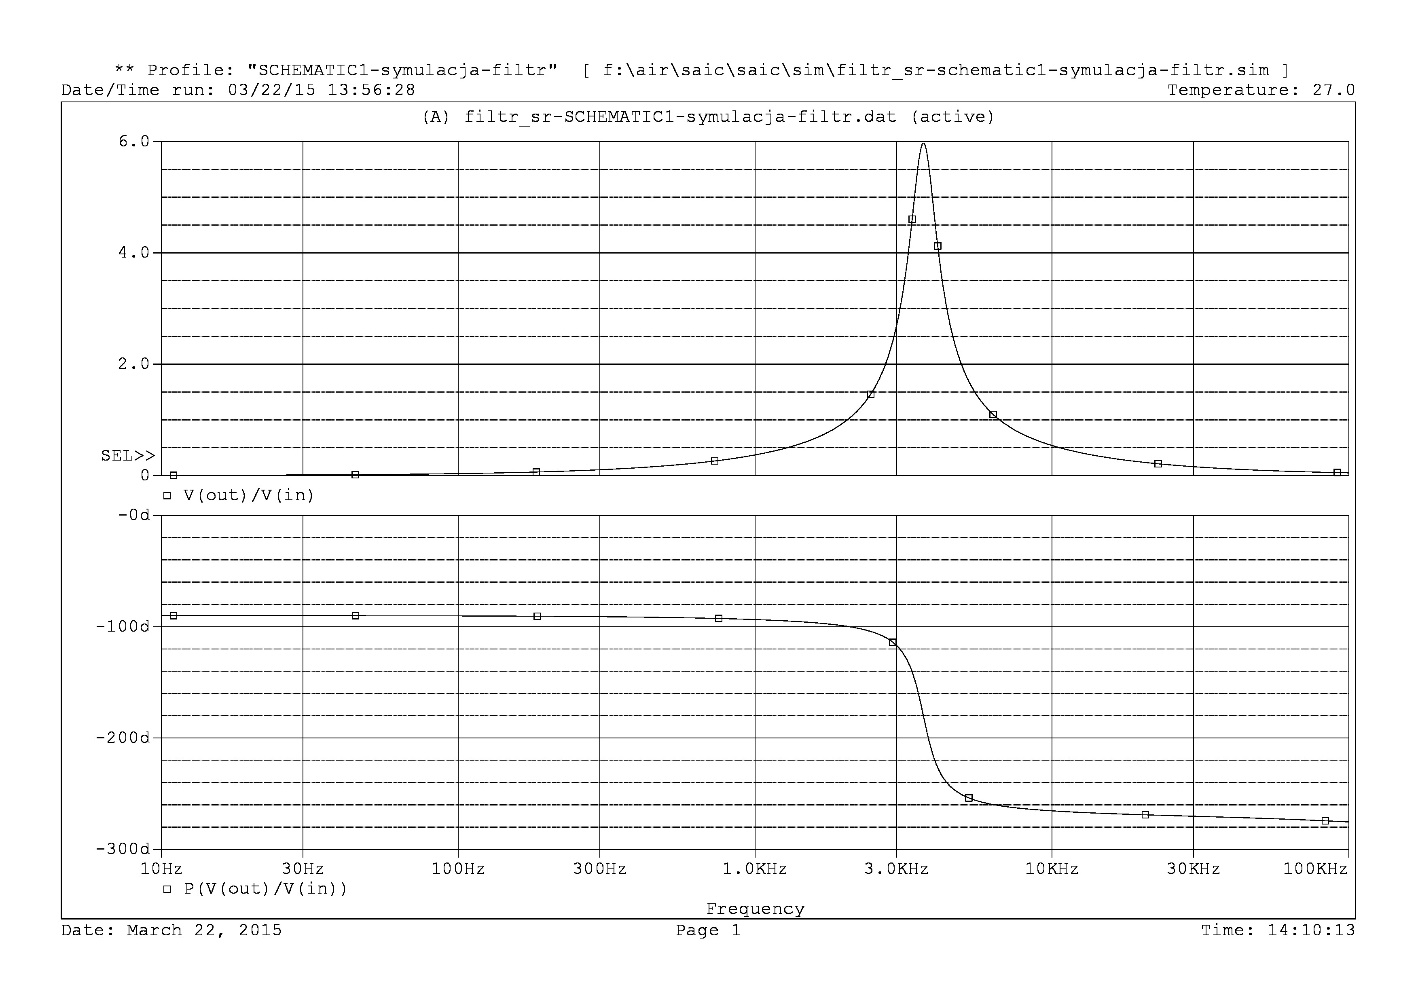 ** Profile: "SCHEMATIC1-symulacja-filtr"  [ f:\air\saic\saic\sim\filtr_sr-schematic1-symulacja-filtr.sim ]
Date/Time run: 03/22/15 13:56:28 Temperature: 27.0
(A) filtr_sr-SCHEMATIC1-symulacja-filtr.dat (active)
6.0
4.0
2.0
SEL>>
0
V(out)/V(in)
-0d
-100d
-200d
-300d
10Hz 30Hz 100Hz 300Hz 1.0KHz 3.0KHz 10KHz 30KHz 100KHz
P(V(out)/V(in))
Frequency
Date: March 22, 2015 Page 1 Time: 14:10:13